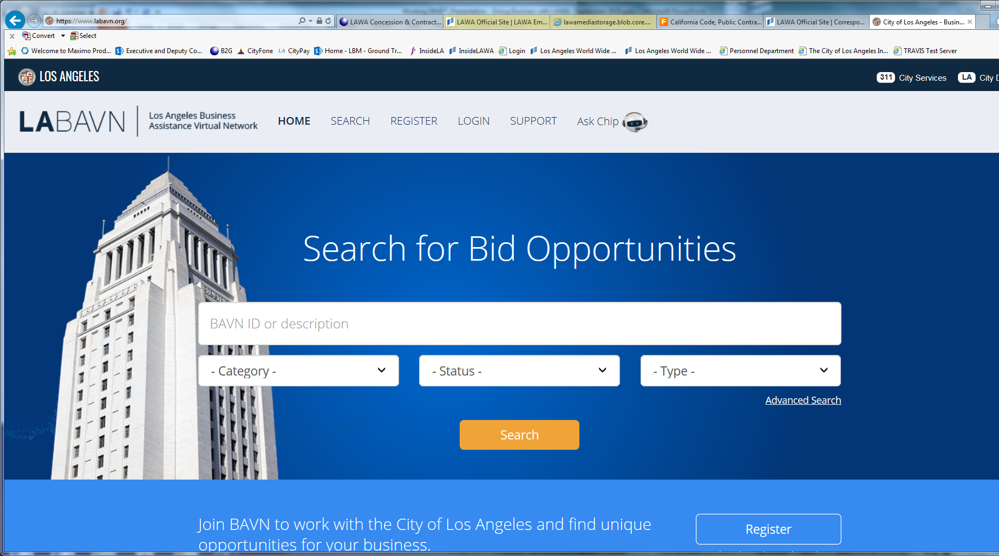 https://www.labavn.org/
LAWA Concession & Contract...
LAWA Official Site | LAWA Em...
lawamediastorage.blob.core....
California Code, Public Contra...
LAWA Official Site | Correspo...
City of Los Angeles - Busin...
x Convert Select
Welcome to Maximo Prod...
Executive and Deputy Co...
B2G
CityFone
LA CityPay
Home - LBM - Ground Tr...
InsideLA
InsideLAWA
Login
Los Angeles World Wide ...
Los Angeles World Wide ...
Personnel Department
The City of Los Angeles In...
TRAVIS Test Server
LOS ANGELES
311 City Services
LA City
LABAVN
Los Angeles Business
Assistance Virtual Network
HOME SEARCH REGISTER LOGIN SUPPORT Ask Chip
Search for Bid Opportunities
BAVN ID or description
- Category -
- Status -
- Type -
Advanced Search
Search
Join BAVN to work with the City of Los Angeles and find unique
opportunities for your business.
Register